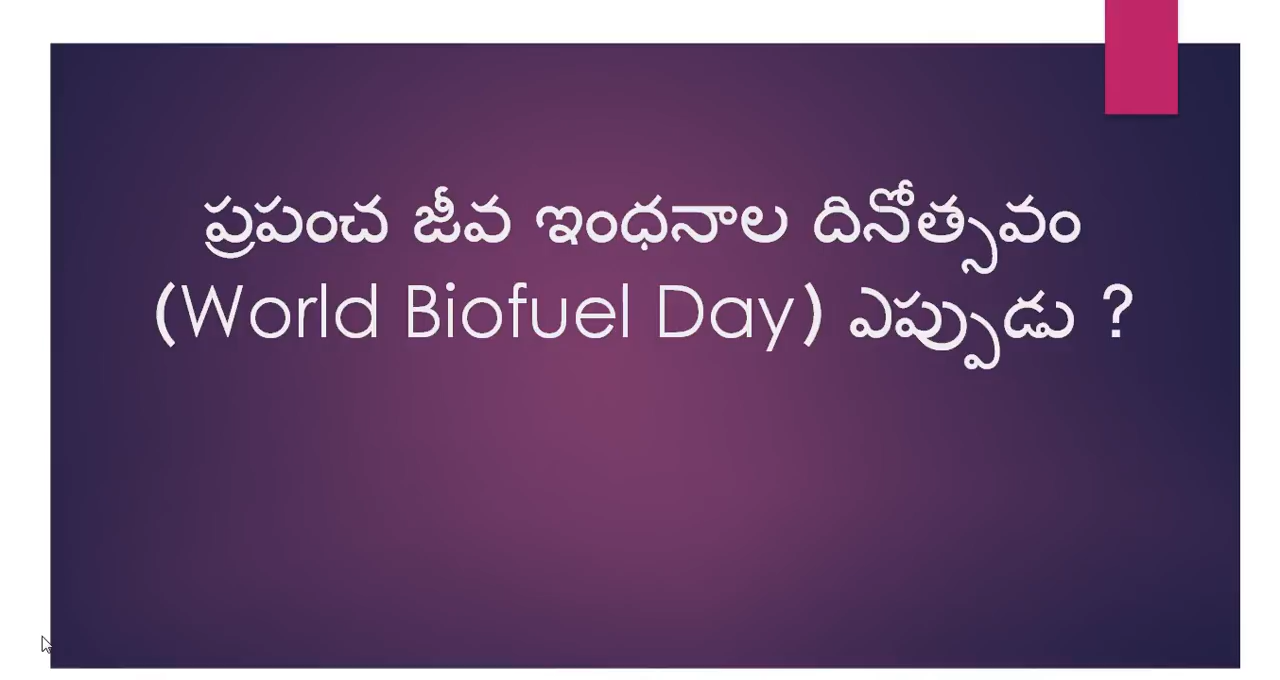 ప్రపంచ జీవ ఇంధనాల దినోత్సవం
(World Biofuel Day) ఎప్పుడు ?